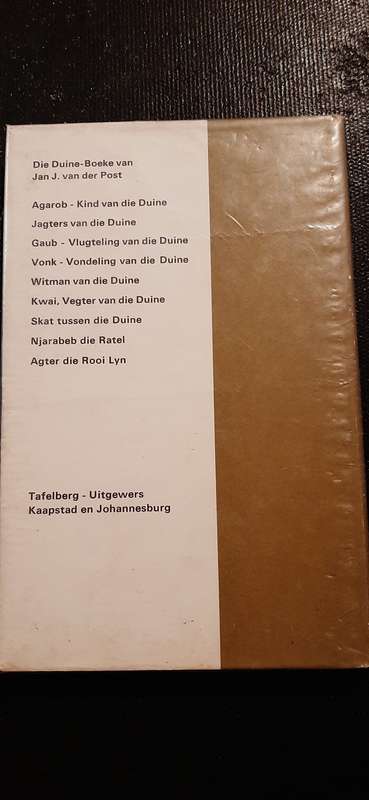 Die Duine-Boeke van
Jan J. van der Post
Agarob - Kind van die Duine
Jagters van die Duine
Gaub - Vlugteling van die Duine
Vonk - Vondeling van die Duine
Witman van die Duine
Kwai, Vegter van die Duine
Skat tussen die Duine
Njarabeb die Ratel
Agter die Rooi Lyn
Tafelberg - Uitgewers
Kaapstad en Johannesburg